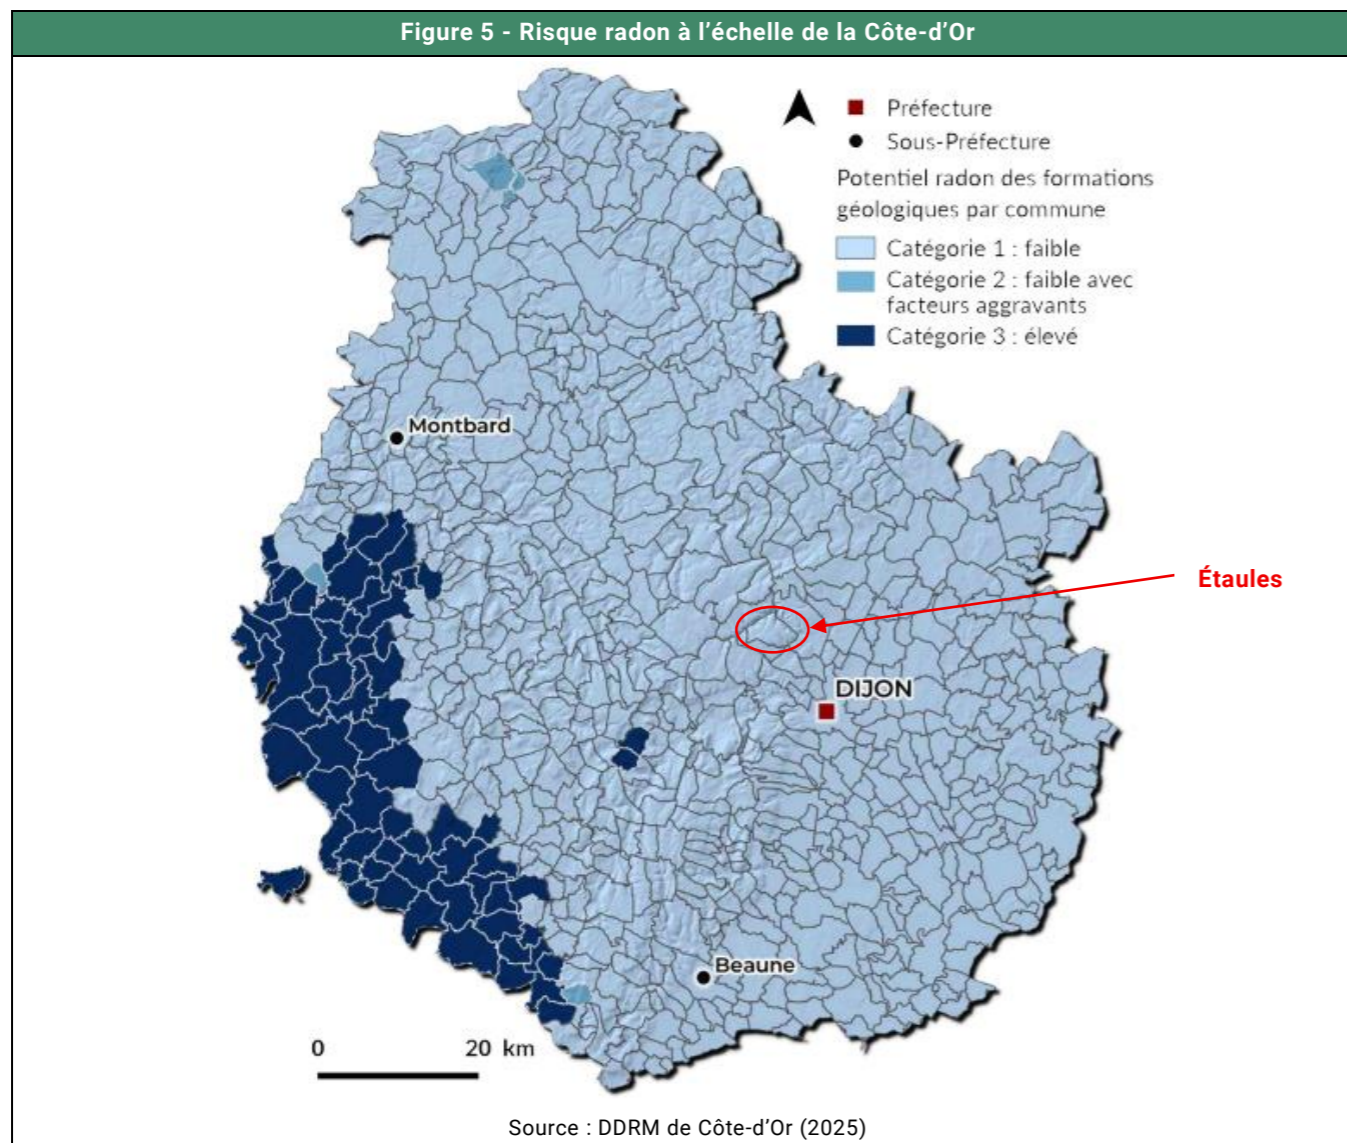 Figure 5 - Risque radon à l'échelle de la Côte-d'Or
Préfecture
Sous-Préfecture
Potentiel radon des formations
géologiques par commune
Catégorie 1 : faible
Catégorie 2 : faible avec
facteurs aggravants
Catégorie 3 : élevé
Montbard
Étaules
DIJON
Beaune
0 20 km
Source : DDRM de Côte-d'Or (2025)